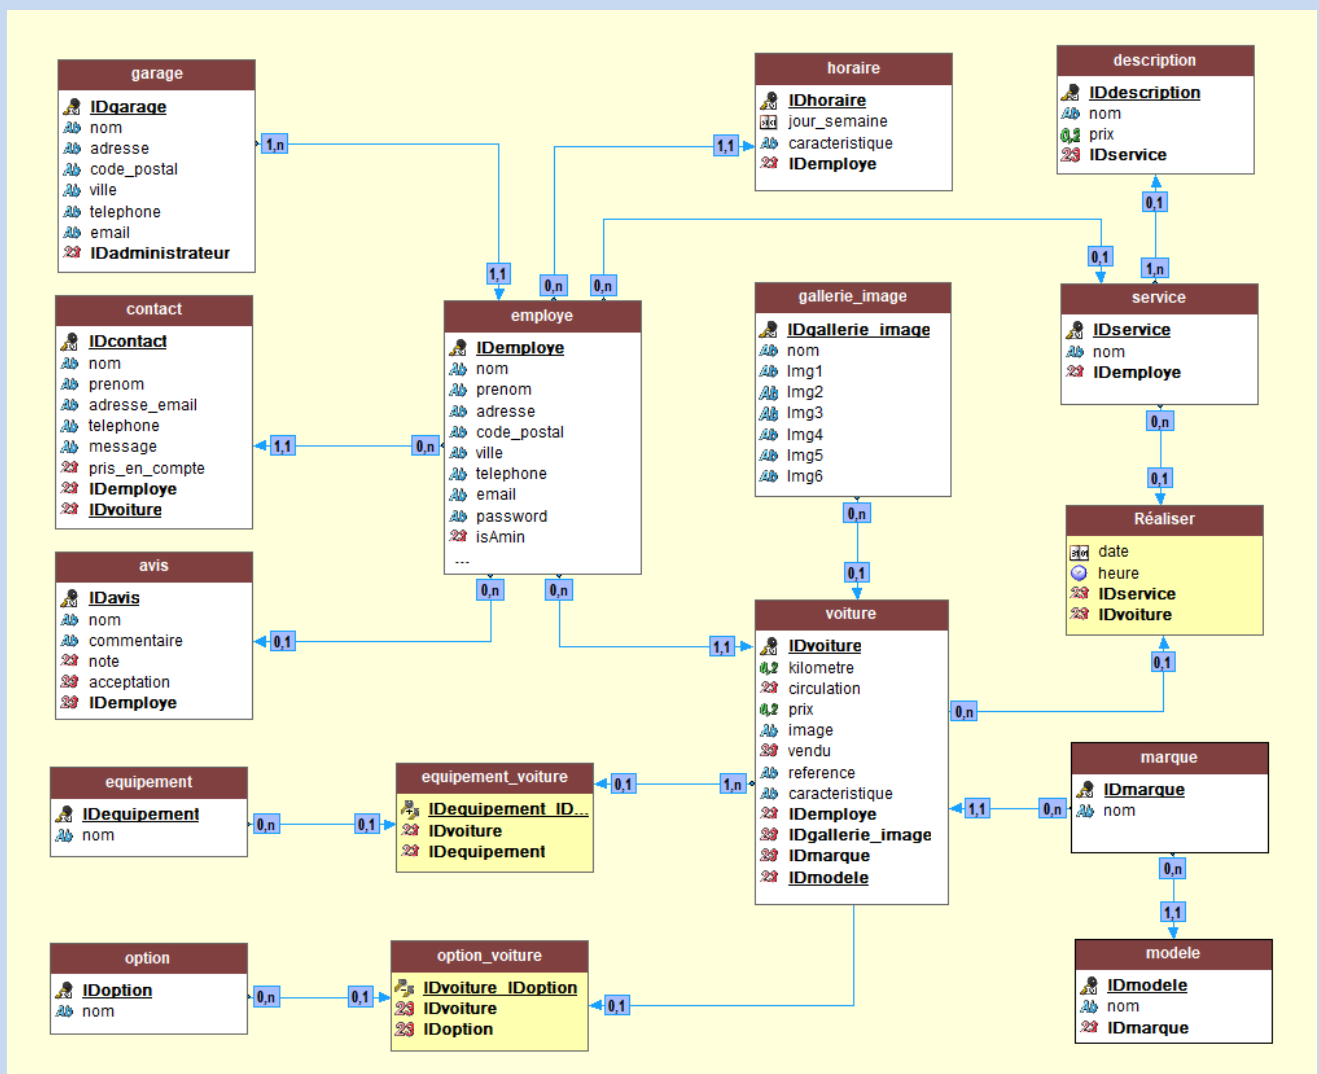 garage
IDgarage
nom
adresse
code_postal
ville
telephone
email
IDadministrateur
1,n
1,1
horaire
IDhoraire
jour_semaine
caracteristique
IDemploye
1,1
0,n
description
IDdescription
nom
prix
IDservice
0,1
1,n
0,n
0,1
service
IDservice
nom
IDemploye
0,n
0,1
contact
IDcontact
nom
prenom
adresse_email
telephone
message
pris_en_compte
IDemploye
IDvoiture
1,1
0,n
employe
IDemploye
nom
prenom
adresse
code_postal
ville
telephone
email
password
isAmin
...
0,n
0,n
gallerie_image
IDgallerie_image
nom
Img1
Img2
Img3
Img4
Img5
Img6
0,n
0,1
Réaliser
date
heure
IDservice
IDvoiture
0,1
avis
IDavis
nom
commentaire
note
acceptation
IDemploye
0,1
1,1
voiture
IDvoiture
kilometre
circulation
prix
image
vendu
reference
caracteristique
IDemploye
IDgallerie_image
IDmarque
IDmodele
0,n
equipement
IDequipement
nom
0,n
0,1
equipement_voiture
IDequipement_ID...
IDvoiture
IDequipement
0,1
1,n
marque
IDmarque
nom
1,1
0,n
0,n
1,1
modele
IDmodele
nom
IDmarque
option
IDoption
nom
0,n
0,1
option_voiture
IDvoiture_IDoption
IDvoiture
IDoption
0,1